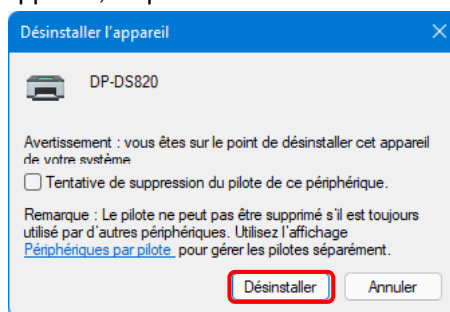 Désinstaller l'appareil
DP-DS820
Avertissement : vous êtes sur le point de désinstaller cet appareil
de votre système
Tentative de suppression du pilote de ce périphérique.
Remarque : Le pilote ne peut pas être supprimé s'il est toujours
utilisé par d'autres périphériques. Utilisez l'affichage
Périphériques par pilote pour gérer les pilotes séparément.
Désinstaller Annuler